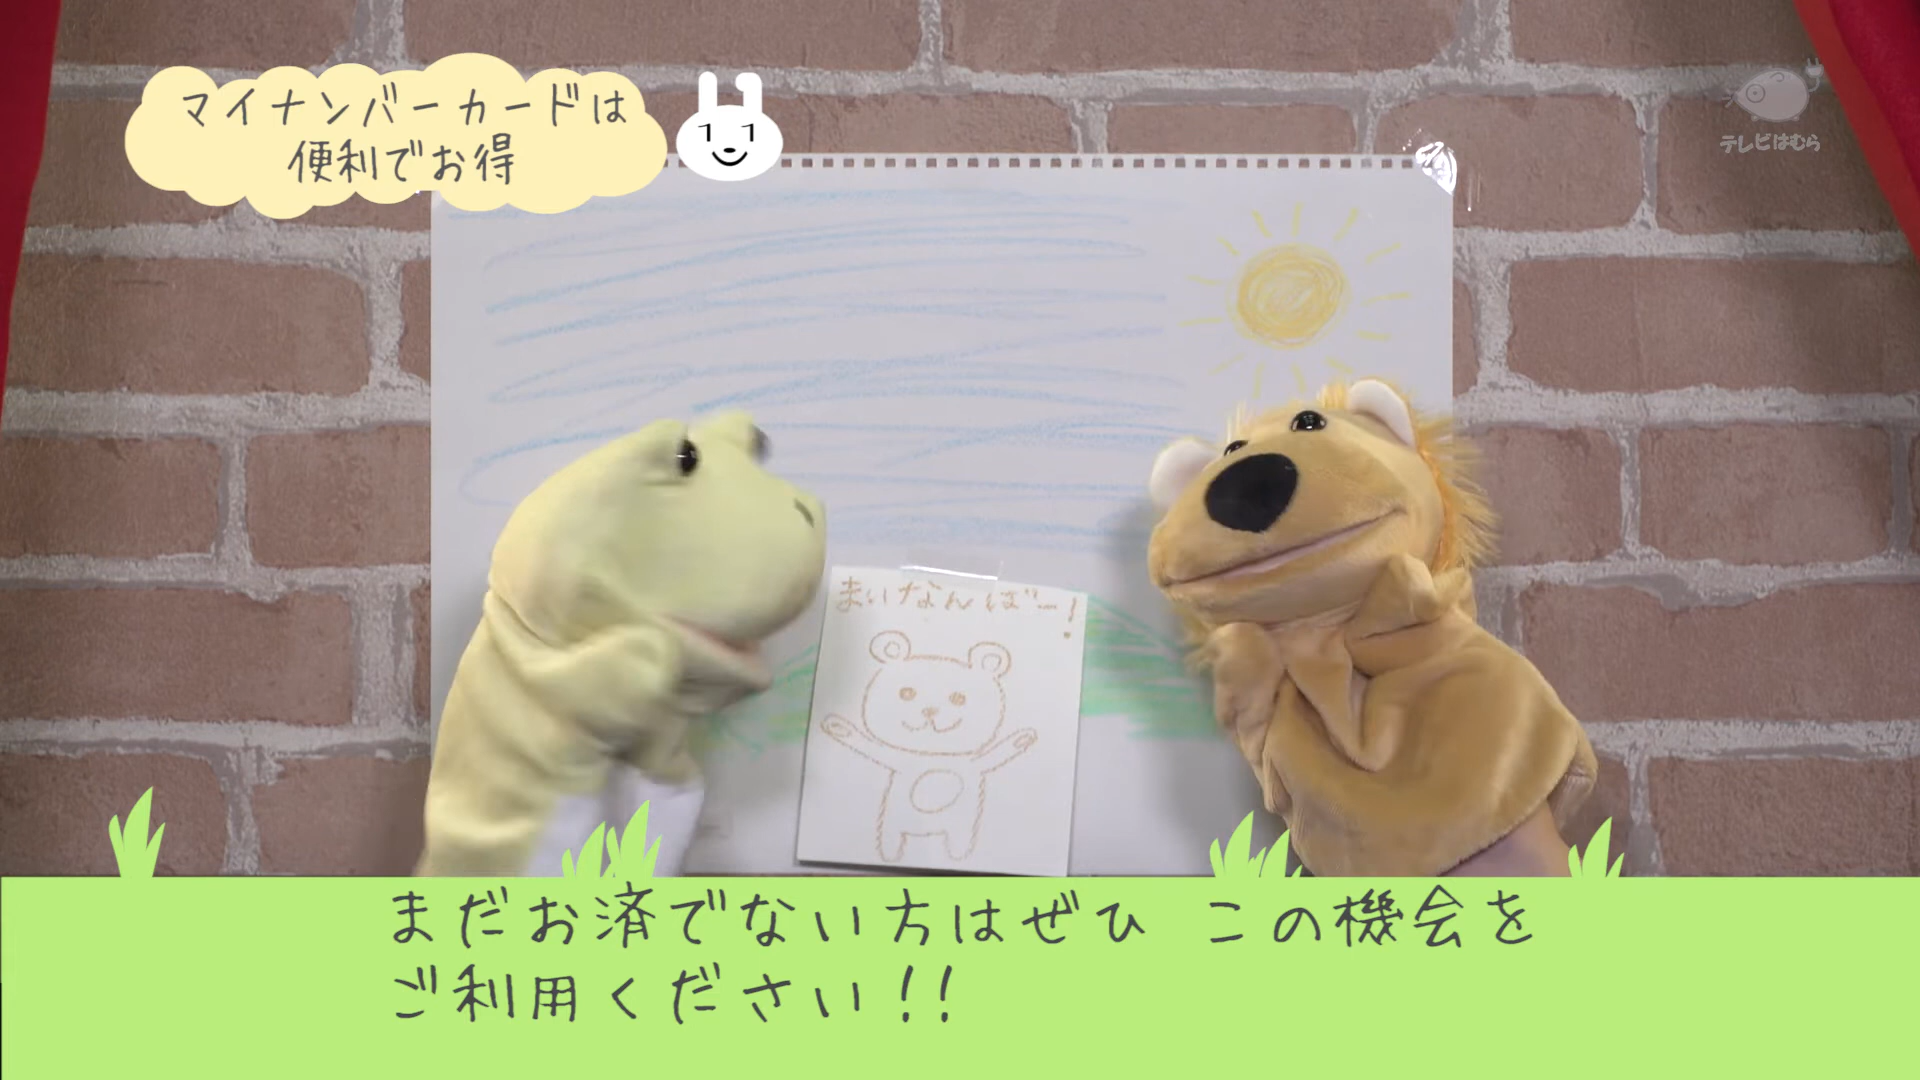 マイナンバーカードは
便利でお得
テレビはむら
まいなんばー!
まだお済でない方はぜひ この機会を
ご利用ください!!